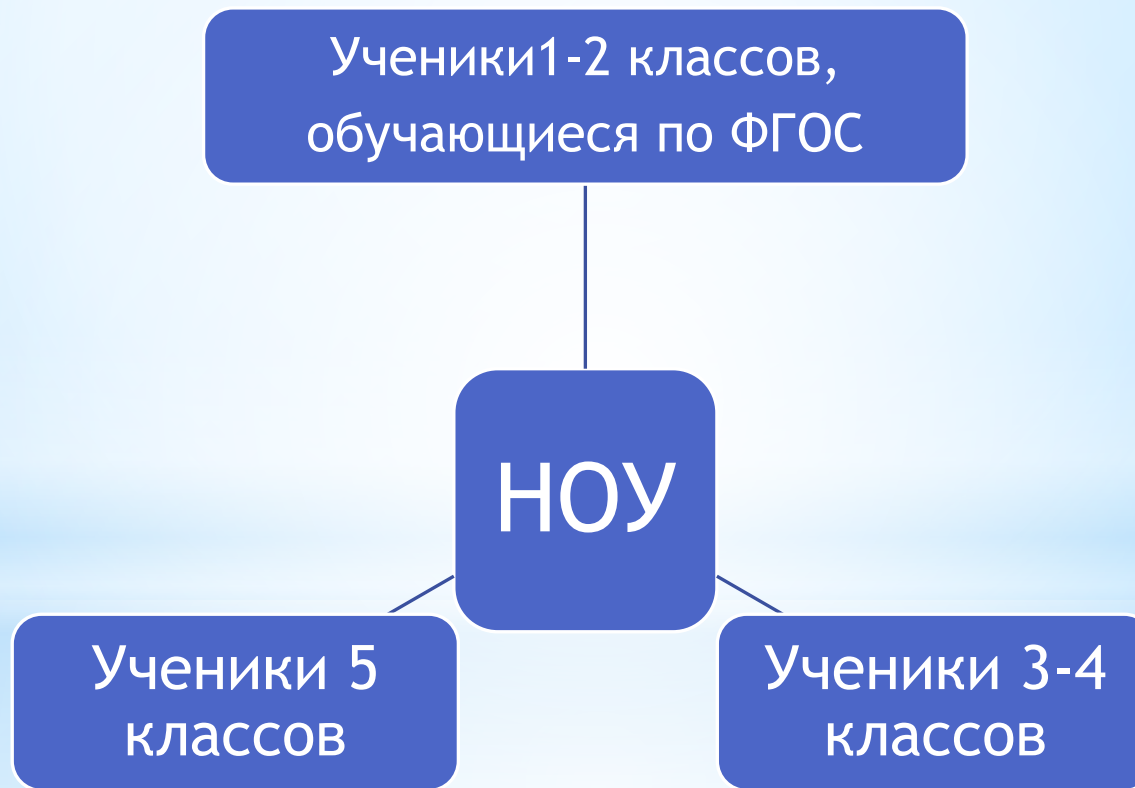 Ученики1-2 классов,
обучающиеся по ФГОС
НОУ
Ученики 5
классов
Ученики 3-4
классов